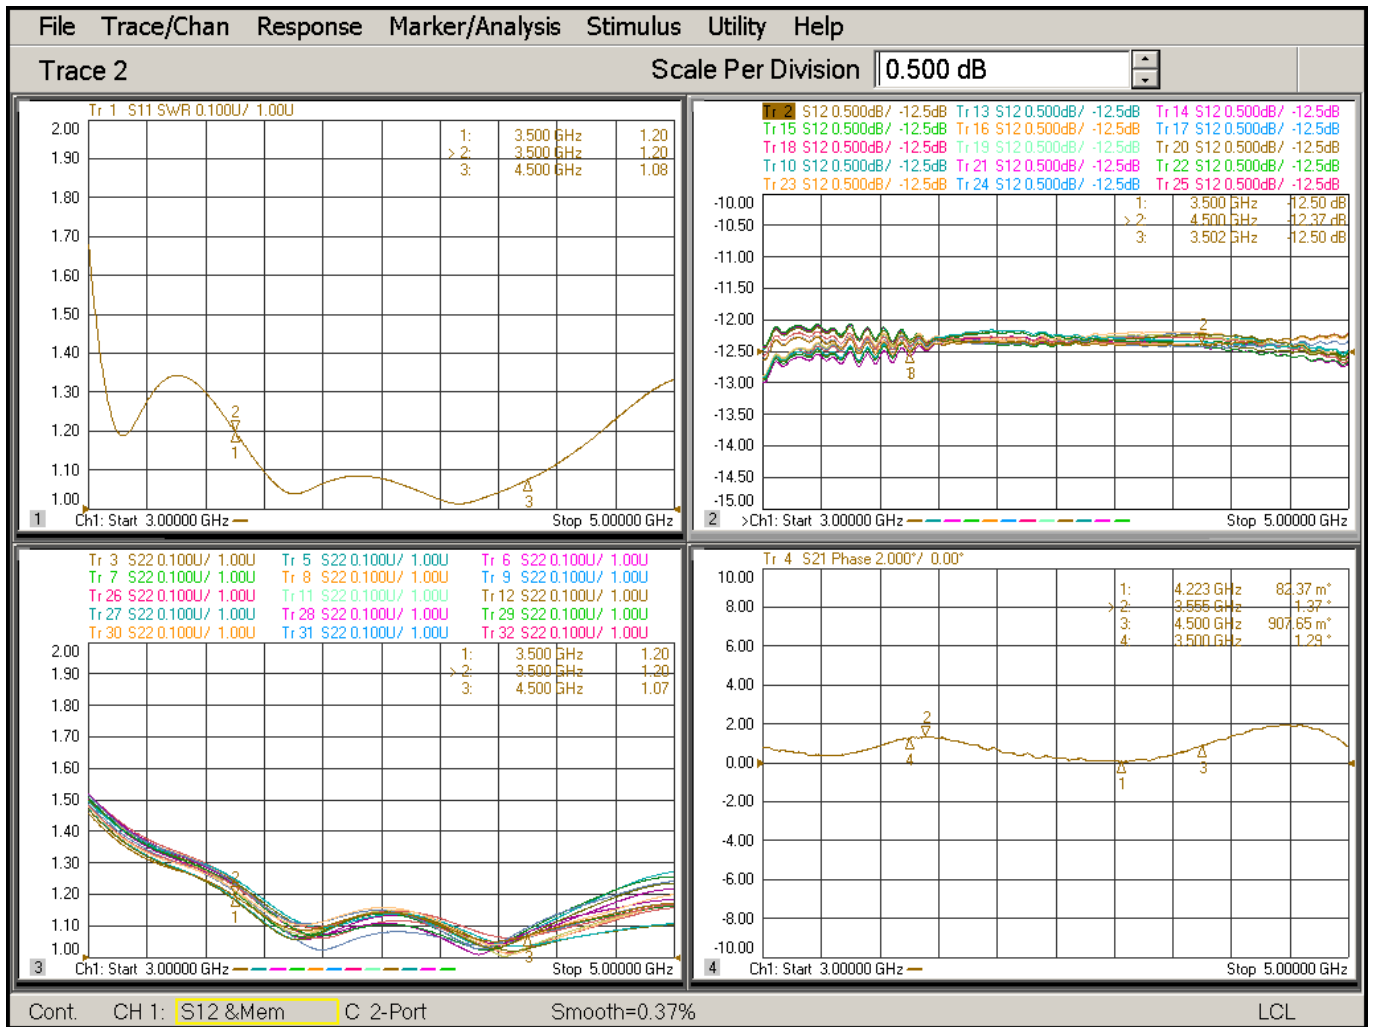 File Trace/Chan Response Marker/Analysis Stimulus Utility Help
Trace 2 Scale Per Division 0.500 dB
Tr 1 S11 SWR 0.100U/ 1.00U
2.00
1.90
1.80
1.70
1.60
1.50
1.40
1.30
1.20
1.10
1.00
1: 3.500 GHz 1.20
> 2: 3.500 GHz 1.20
3: 4.500 GHz 1.08
2
1
3
1 Ch1: Start 3.00000 GHz Stop 5.00000 GHz
Tr 2 S12 0.500dB/ -12.5dB Tr 13 S12 0.500dB/ -12.5dB Tr 14 S12 0.500dB/ -12.5dB
Tr 15 S12 0.500dB/ -12.5dB Tr 16 S12 0.500dB/ -12.5dB Tr 17 S12 0.500dB/ -12.5dB
Tr 18 S12 0.500dB/ -12.5dB Tr 19 S12 0.500dB/ -12.5dB Tr 20 S12 0.500dB/ -12.5dB
Tr 10 S12 0.500dB/ -12.5dB Tr 21 S12 0.500dB/ -12.5dB Tr 22 S12 0.500dB/ -12.5dB
Tr 23 S12 0.500dB/ -12.5dB Tr 24 S12 0.500dB/ -12.5dB Tr 25 S12 0.500dB/ -12.5dB
-10.00
-10.50
-11.00
-11.50
-12.00
-12.50
-13.00
-13.50
-14.00
-14.50
-15.00
1: 3.500 GHz -12.50 dB
> 2: 4.500 GHz -12.37 dB
3: 3.502 GHz -12.50 dB
2
2 >Ch1: Start 3.00000 GHz Stop 5.00000 GHz
Tr 3 S22 0.100U/ 1.00U Tr 5 S22 0.100U/ 1.00U Tr 6 S22 0.100U/ 1.00U
Tr 7 S22 0.100U/ 1.00U Tr 8 S22 0.100U/ 1.00U Tr 9 S22 0.100U/ 1.00U
Tr 26 S22 0.100U/ 1.00U Tr 11 S22 0.100U/ 1.00U Tr 12 S22 0.100U/ 1.00U
Tr 27 S22 0.100U/ 1.00U Tr 28 S22 0.100U/ 1.00U Tr 29 S22 0.100U/ 1.00U
Tr 30 S22 0.100U/ 1.00U Tr 31 S22 0.100U/ 1.00U Tr 32 S22 0.100U/ 1.00U
2.00
1.90
1.80
1.70
1.60
1.50
1.40
1.30
1.20
1.10
1.00
1: 3.500 GHz 1.20
> 2: 3.500 GHz 1.20
3: 4.500 GHz 1.07
2
1
3
3 Ch1: Start 3.00000 GHz Stop 5.00000 GHz
Tr 4 S21 Phase 2.000°/ 0.00°
10.00
8.00
6.00
4.00
2.00
0.00
-2.00
-4.00
-6.00
-8.00
-10.00
1: 4.223 GHz 82.37 m°
> 2: 3.555 GHz 1.37 °
3: 4.500 GHz 907.65 m°
4: 3.500 GHz 1.29 °
2
4
1
3
4 Ch1: Start 3.00000 GHz Stop 5.00000 GHz
Cont. CH 1: S12 &Mem C 2-Port Smooth=0.37% LCL